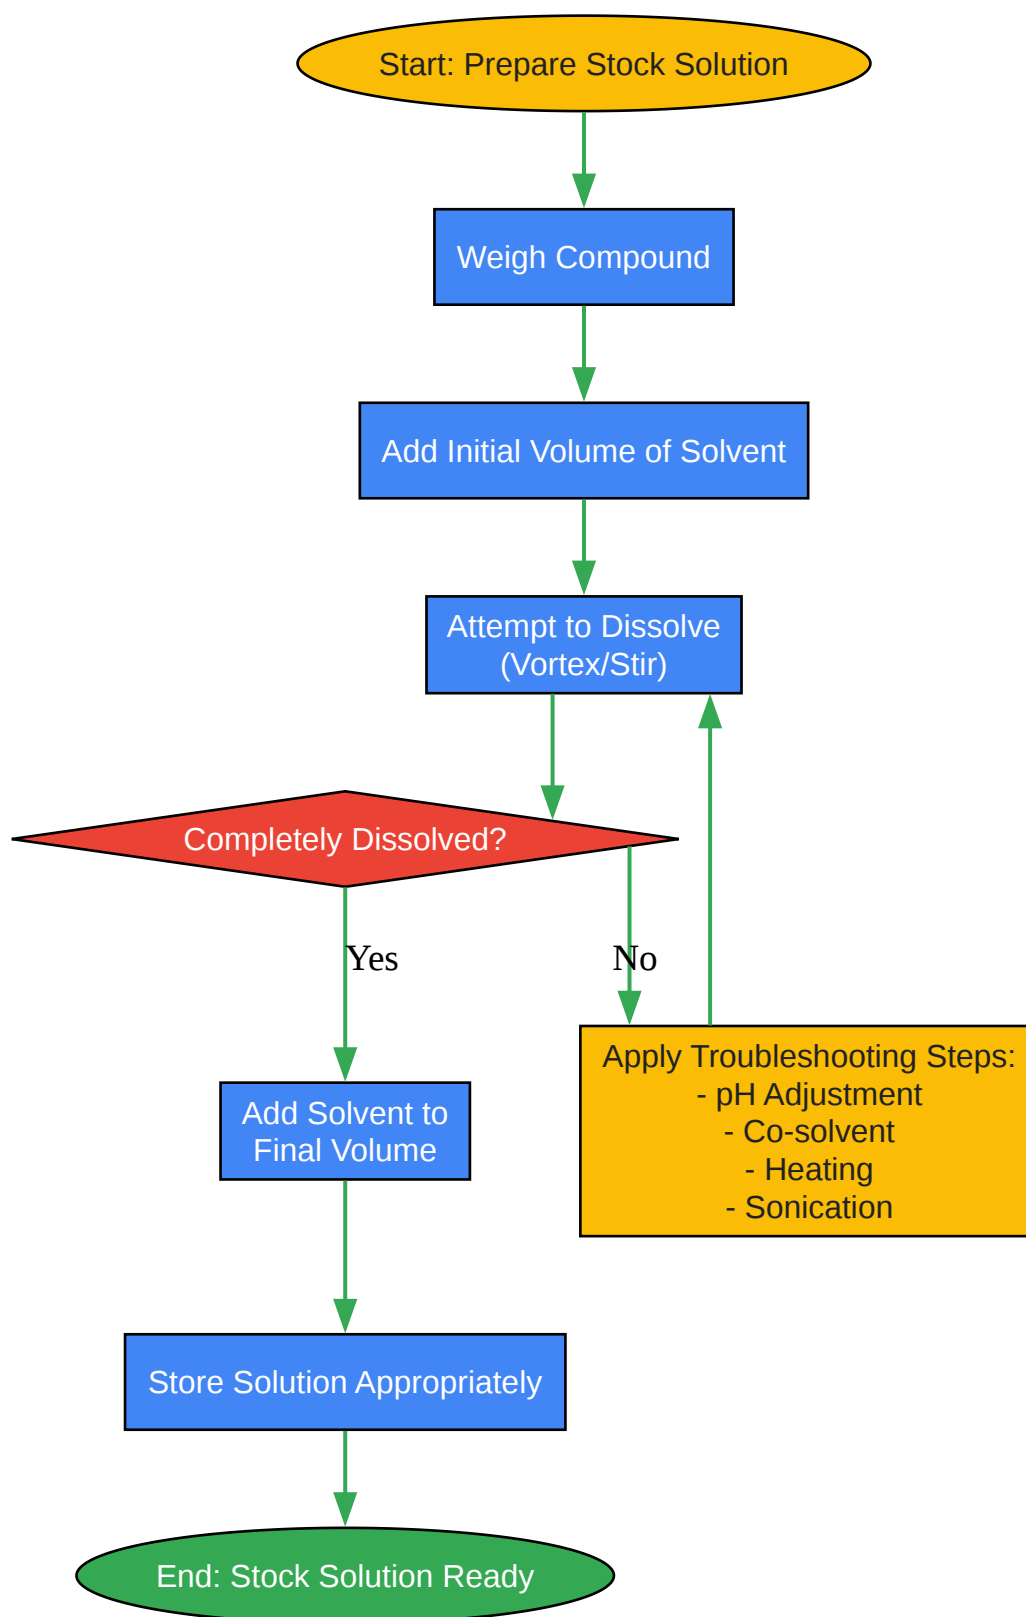 Start: Prepare Stock Solution
Weigh Compound
Add Initial Volume of Solvent
Attempt to Dissolve
(Vortex/Stir)
Completely Dissolved?
Yes
No
Apply Troubleshooting Steps:
- pH Adjustment
- Co-solvent
- Heating
- Sonication
Add Solvent to
Final Volume
Store Solution Appropriately
End: Stock Solution Ready